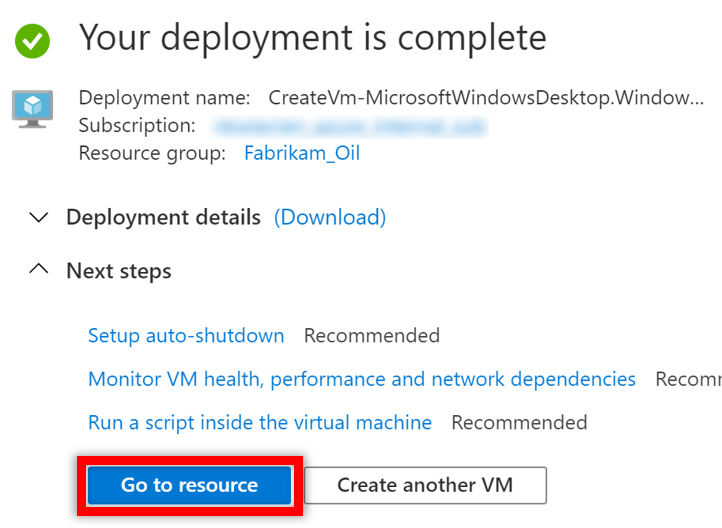 Your deployment is complete
Deployment name: CreateVm-MicrosoftWindowsDesktop.Window...
Subscription:
Resource group: Fabrikam_Oil
Deployment details (Download)
Next steps
Setup auto-shutdown Recommended
Monitor VM health, performance and network dependencies Recomm
Run a script inside the virtual machine Recommended
Go to resource Create another VM